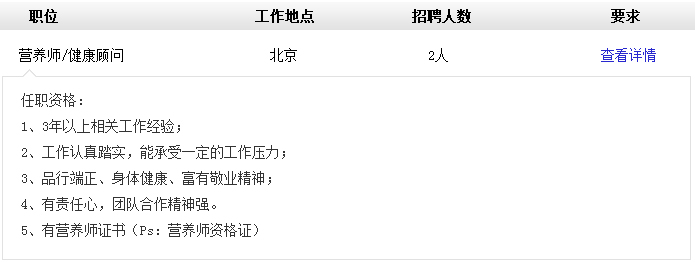 职位 工作地点 招聘人数 要求
营养师/健康顾问 北京 2人 查看详情
任职资格：
1、3年以上相关工作经验；
2、工作认真踏实，能承受一定的工作压力；
3、品行端正、身体健康、富有敬业精神；
4、有责任心，团队合作精神强。
5、有营养师证书（Ps：营养师资格证）